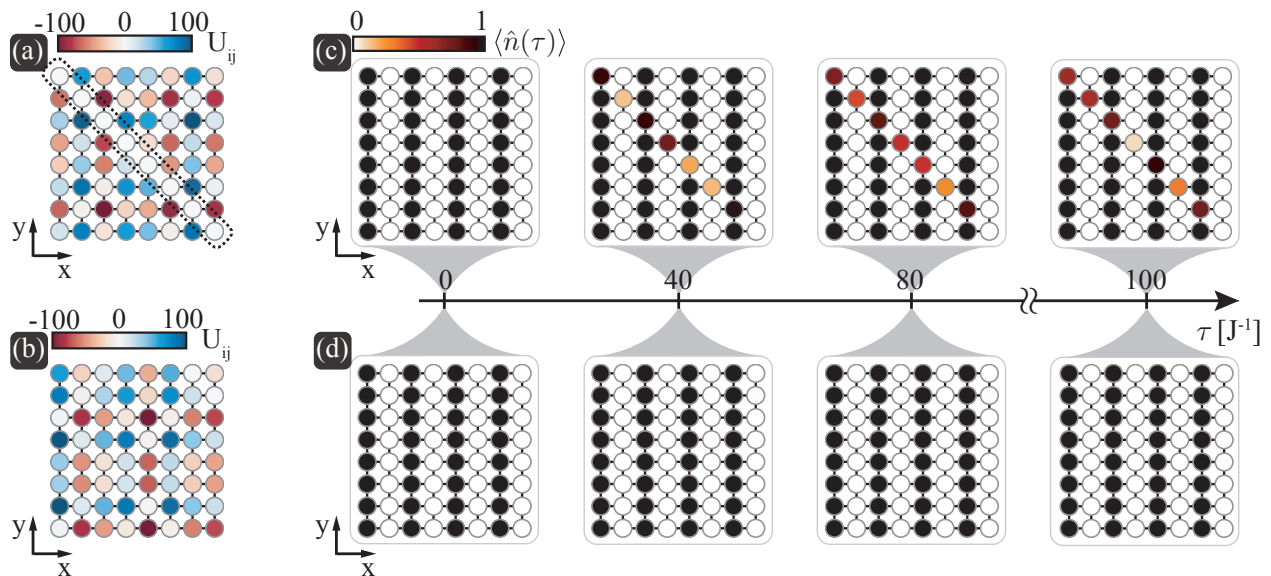 -100 0 100
(a) U_ij
y
x
-100 0 100
(b) U_ij
y
x
0 1
(c) ⟨n̂(τ)⟩
0 40 80 100
τ [J⁻¹]
(d)